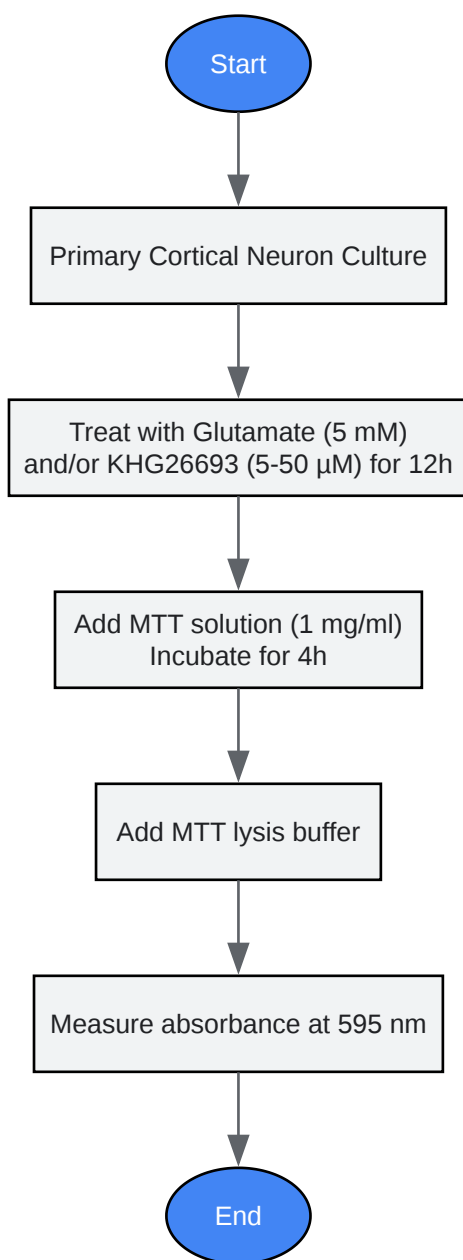 Start
Primary Cortical Neuron Culture
Treat with Glutamate (5 mM)
and/or KHG26693 (5-50 µM) for 12h
Add MTT solution (1 mg/ml)
Incubate for 4h
Add MTT lysis buffer
Measure absorbance at 595 nm
End